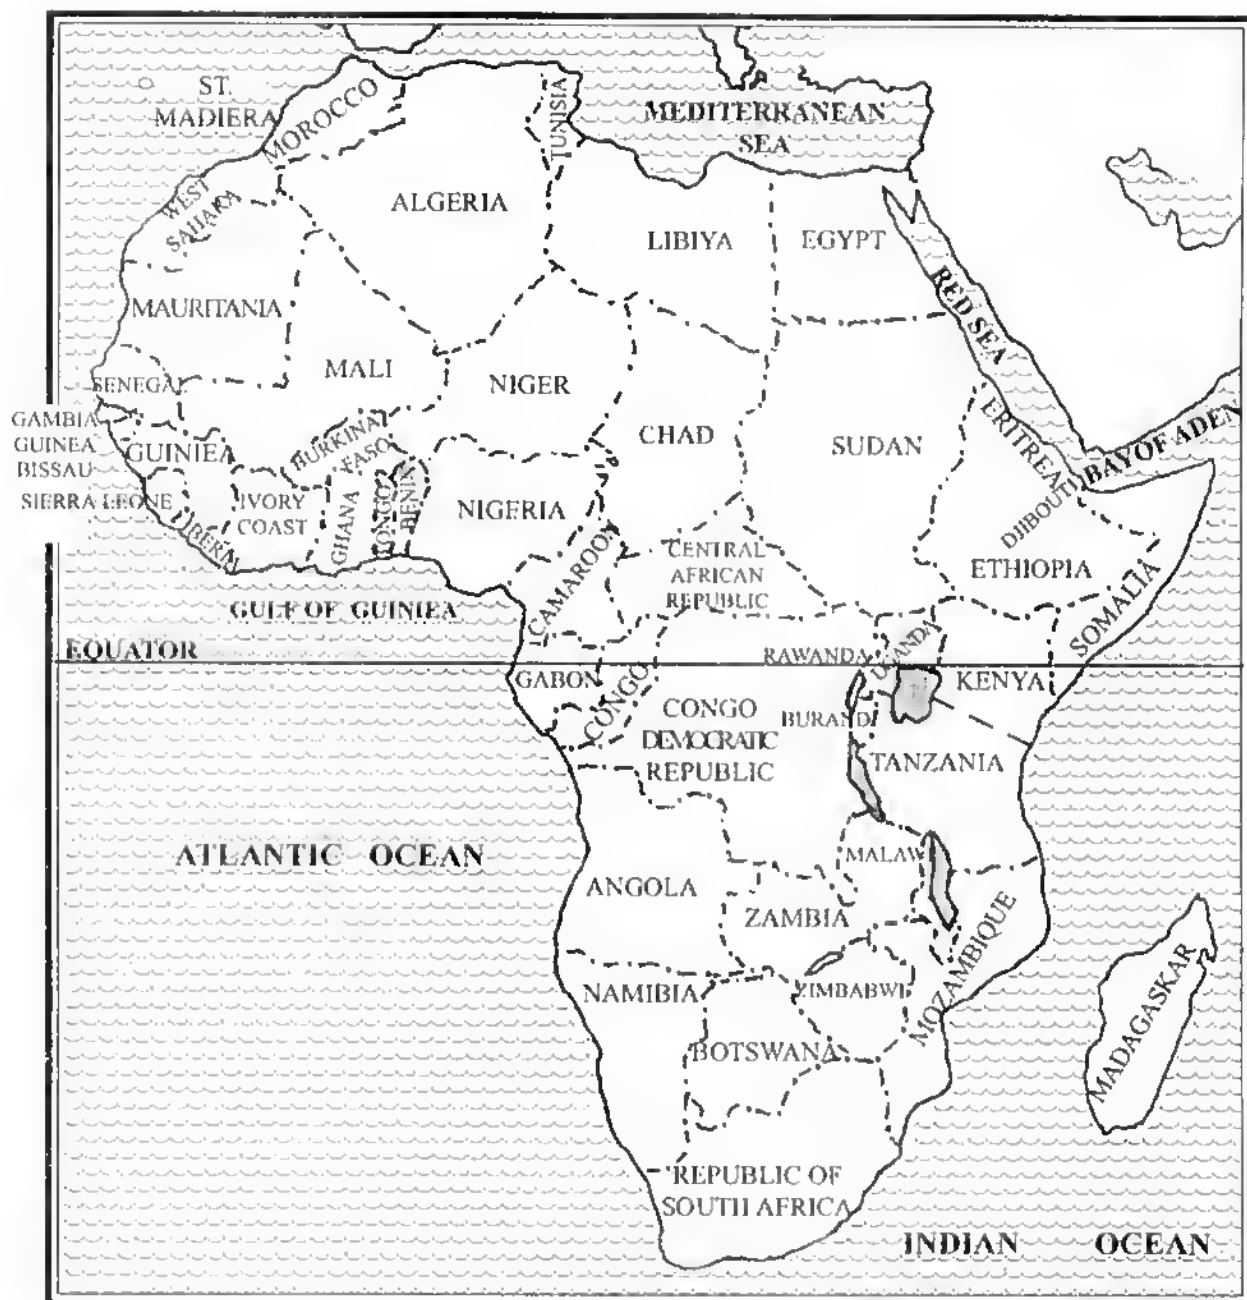 ST.
MADIERA
MOROCCO
TUNISIA
MEDITERRANEAN
SEA
WEST
SAHARA
ALGERIA
LIBIYA
EGYPT
RED SEA
MAURITANIA
MALI
NIGER
CHAD
SUDAN
ERITREA
BAY OF ADEN
SENEGAL
GAMBIA
GUINEA
BISSAU
GUINIEA
BURKINA
FASO
SIERRA LEONE
IVORY
COAST
GHANA
TONGO
BENIN
NIGERIA
DJIBOUTI
ETHIOPIA
CENTRAL
AFRICAN
REPUBLIC
CAMAROON
SOMALIA
GULF OF GUINIEA
EQUATOR
RAWANDA
UGANDA
KENYA
GABON
CONGO
CONGO
DEMOCRATIC
REPUBLIC
BURAND
TANZANIA
ATLANTIC OCEAN
ANGOLA
MALAWI
ZAMBIA
MOZAMBIQUE
MADAGASKAR
NAMIBIA
ZIMBABWE
BOTSWANA
REPUBLIC OF
SOUTH AFRICA
INDIAN OCEAN